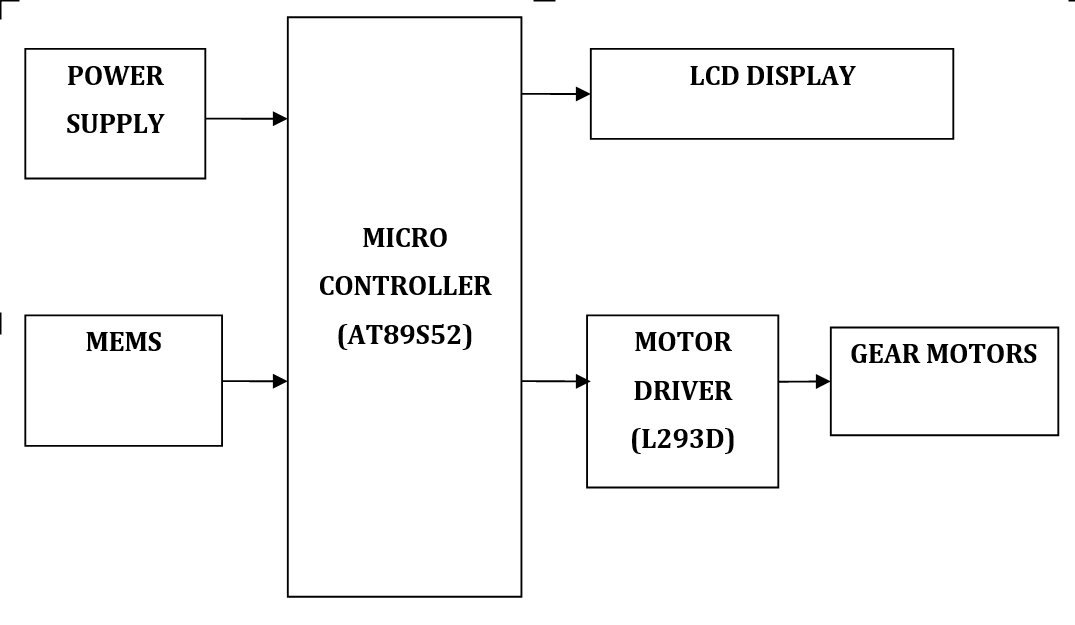 POWER
SUPPLY
MICRO
CONTROLLER
(AT89S52)
LCD DISPLAY
MEMS
MOTOR
DRIVER
(L293D)
GEAR MOTORS